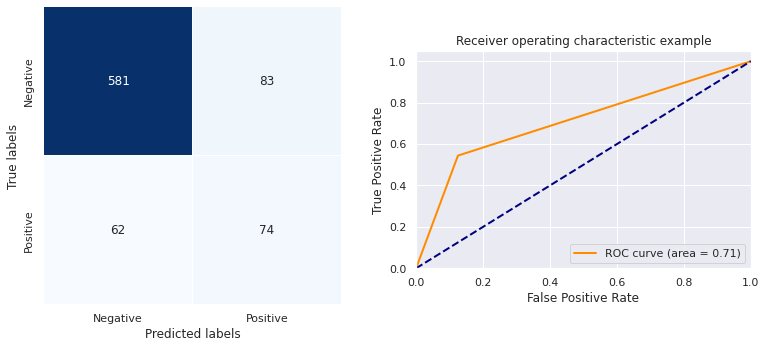 Negative
Positive
True labels
581
83
62
74
Negative
Positive
Predicted labels
Receiver operating characteristic example
True Positive Rate
1.0
0.8
0.6
0.4
0.2
0.0
ROC curve (area = 0.71)
0.0
0.2
0.4
0.6
0.8
1.0
False Positive Rate